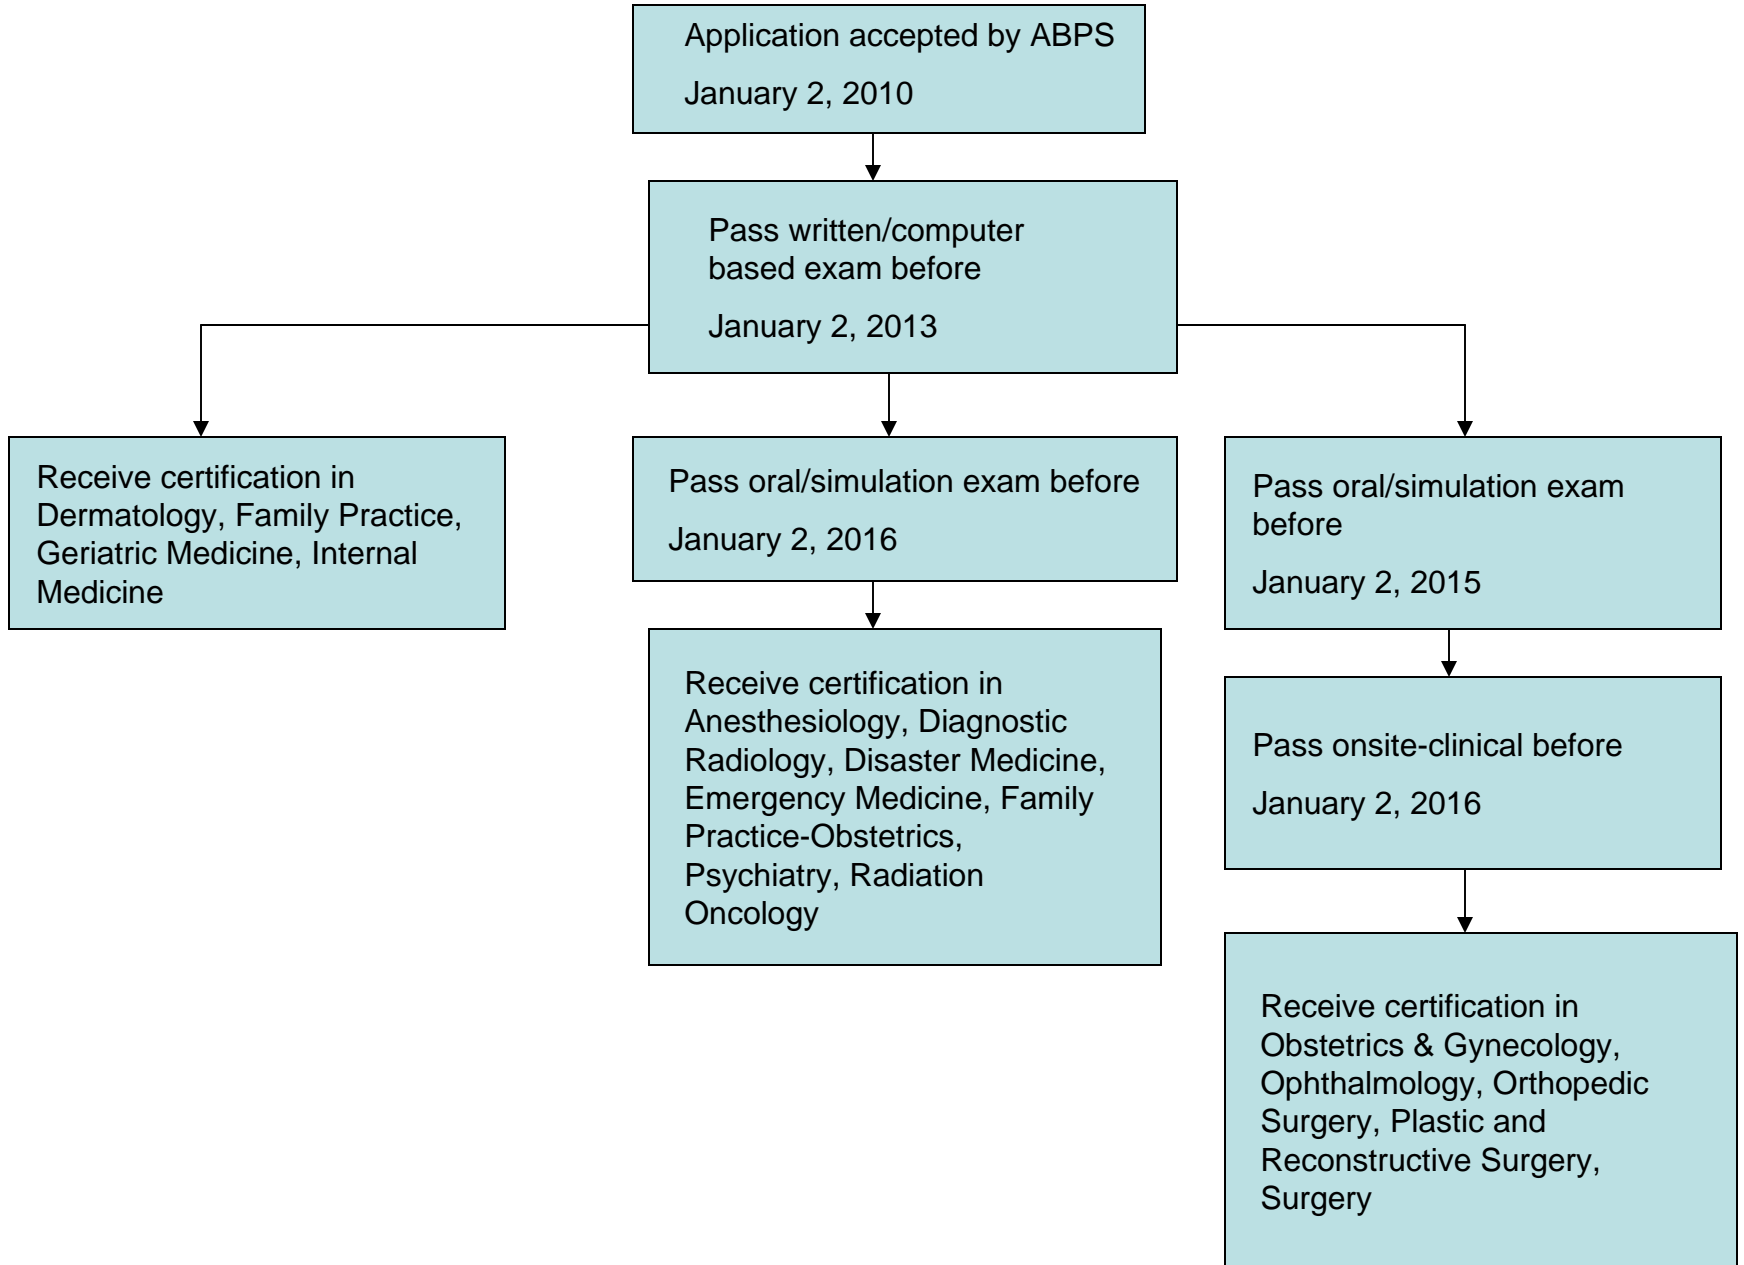 Application accepted by ABPS
January 2, 2010
Pass written/computer
based exam before
January 2, 2013
Receive certification in
Dermatology, Family Practice,
Geriatric Medicine, Internal
Medicine
Pass oral/simulation exam before
January 2, 2016
Receive certification in
Anesthesiology, Diagnostic
Radiology, Disaster Medicine,
Emergency Medicine, Family
Practice-Obstetrics,
Psychiatry, Radiation
Oncology
Pass oral/simulation exam
before
January 2, 2015
Pass onsite-clinical before
January 2, 2016
Receive certification in
Obstetrics & Gynecology,
Ophthalmology, Orthopedic
Surgery, Plastic and
Reconstructive Surgery,
Surgery